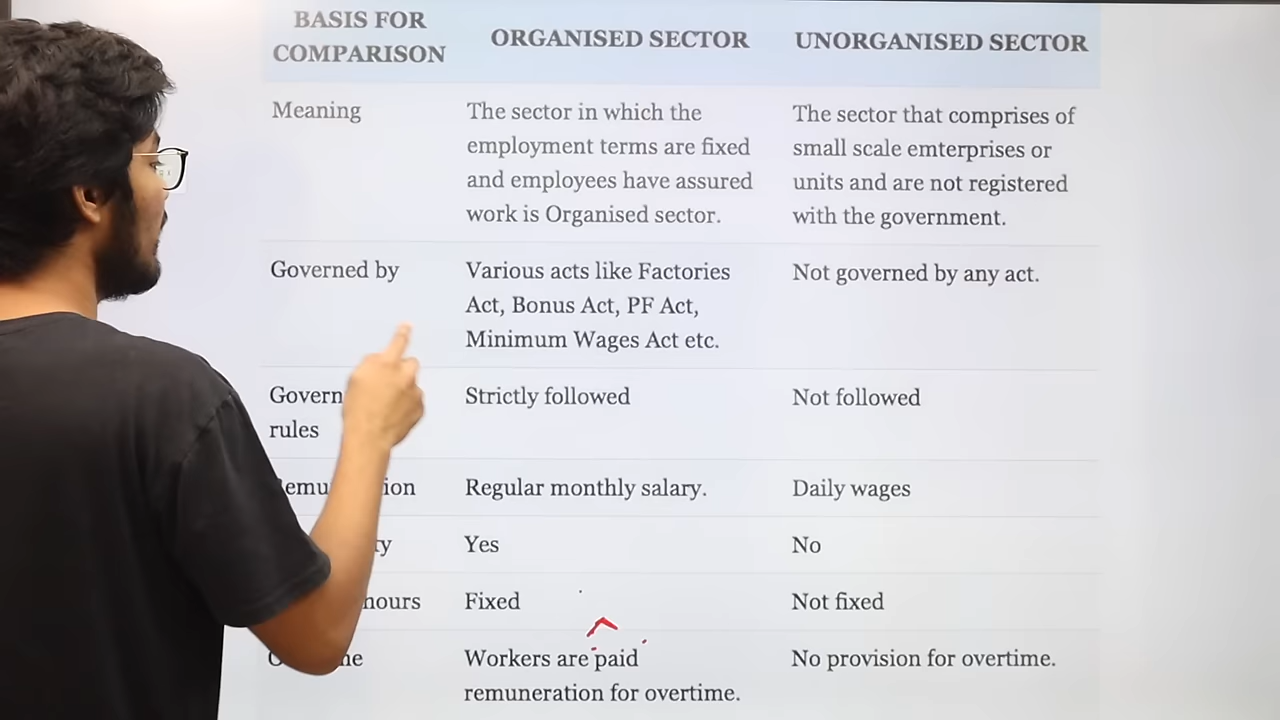 BASIS FOR
COMPARISON
ORGANISED SECTOR
UNORGANISED SECTOR
Meaning
The sector in which the
employment terms are fixed
and employees have assured
work is Organised sector.
The sector that comprises of
small scale emterprises or
units and are not registered
with the government.
Governed by
Various acts like Factories
Act, Bonus Act, PF Act,
Minimum Wages Act etc.
Not governed by any act.
rules
Strictly followed
Not followed
Regular monthly salary.
Daily wages
Yes
No
hours
Fixed
Not fixed
Workers are paid
remuneration for overtime.
No provision for overtime.